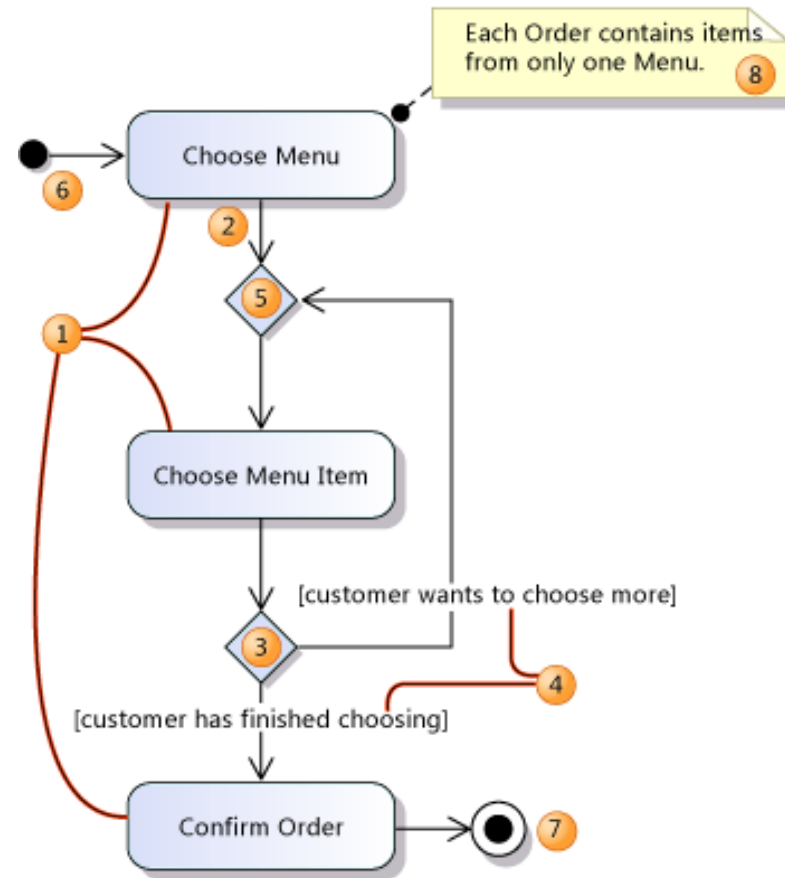 Each Order contains items
from only one Menu.
8
Choose Menu
6
2
5
1
Choose Menu Item
[customer wants to choose more]
3
4
[customer has finished choosing]
Confirm Order
7